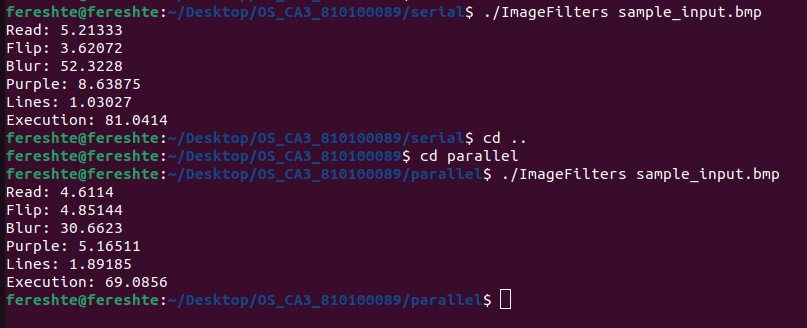 fereshte@fereshte:~/Desktop/OS_CA3_810100089/serial$ ./ImageFilters sample_input.bmp
Read: 5.21333
Flip: 3.62072
Blur: 52.3228
Purple: 8.63875
Lines: 1.03027
Execution: 81.0414
fereshte@fereshte:~/Desktop/OS_CA3_810100089/serial$ cd ..
fereshte@fereshte:~/Desktop/OS_CA3_810100089$ cd parallel
fereshte@fereshte:~/Desktop/OS_CA3_810100089/parallel$ ./ImageFilters sample_input.bmp
Read: 4.6114
Flip: 4.85144
Blur: 30.6623
Purple: 5.16511
Lines: 1.89185
Execution: 69.0856
fereshte@fereshte:~/Desktop/OS_CA3_810100089/parallel$